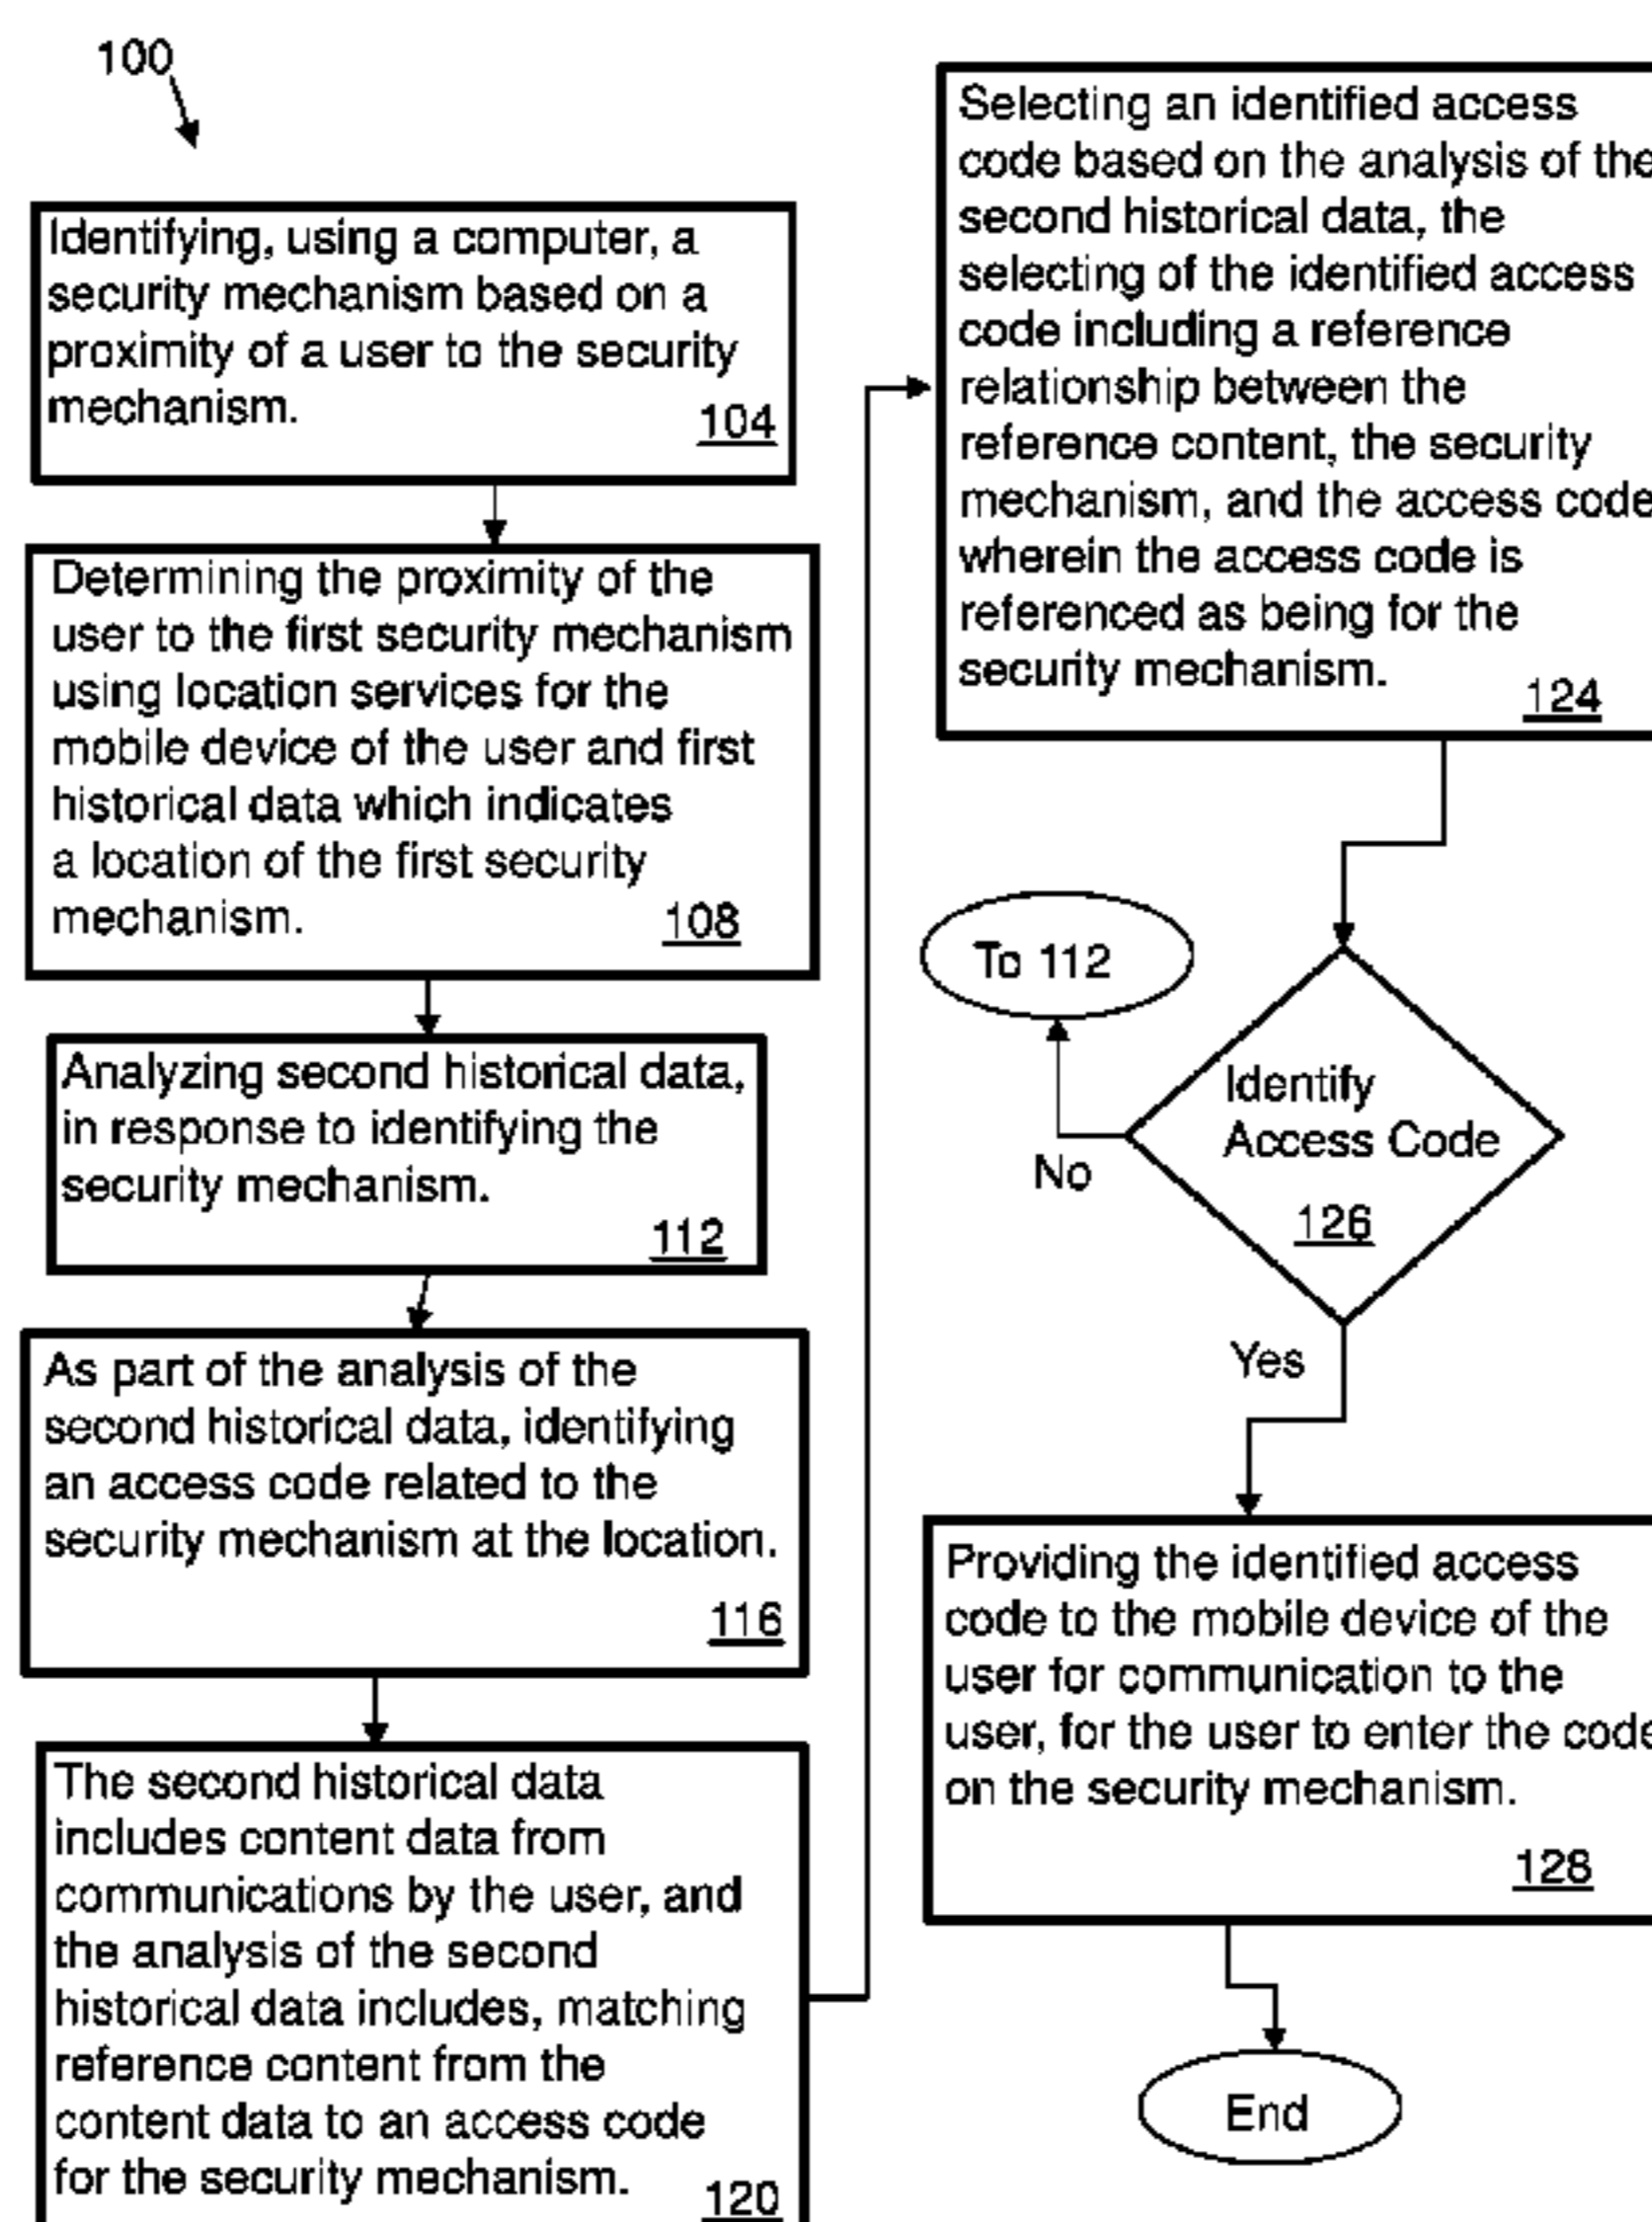 100
Identifying, using a computer, a
security mechanism based on a
proximity of a user to the security
mechanism.
104
Determining the proximity of the
user to the first security mechanism
using location services for the
mobile device of the user and first
historical data which indicates
a location of the first security
mechanism.
108
Analyzing second historical data,
in response to identifying the
security mechanism.
112
As part of the analysis of the
second historical data, identifying
an access code related to the
security mechanism at the location.
116
The second historical data
includes content data from
communications by the user, and
the analysis of the second
historical data includes, matching
reference content from the
content data to an access code
for the security mechanism.
120
Selecting an identified access
code based on the analysis of the
second historical data, the
selecting of the identified access
code including a reference
relationship between the
reference content, the security
mechanism, and the access code
wherein the access code is
referenced as being for the
security mechanism.
124
To 112
No
Identify
Access Code
126
Yes
Providing the identified access
code to the mobile device of the
user for communication to the
user, for the user to enter the code
on the security mechanism.
128
End